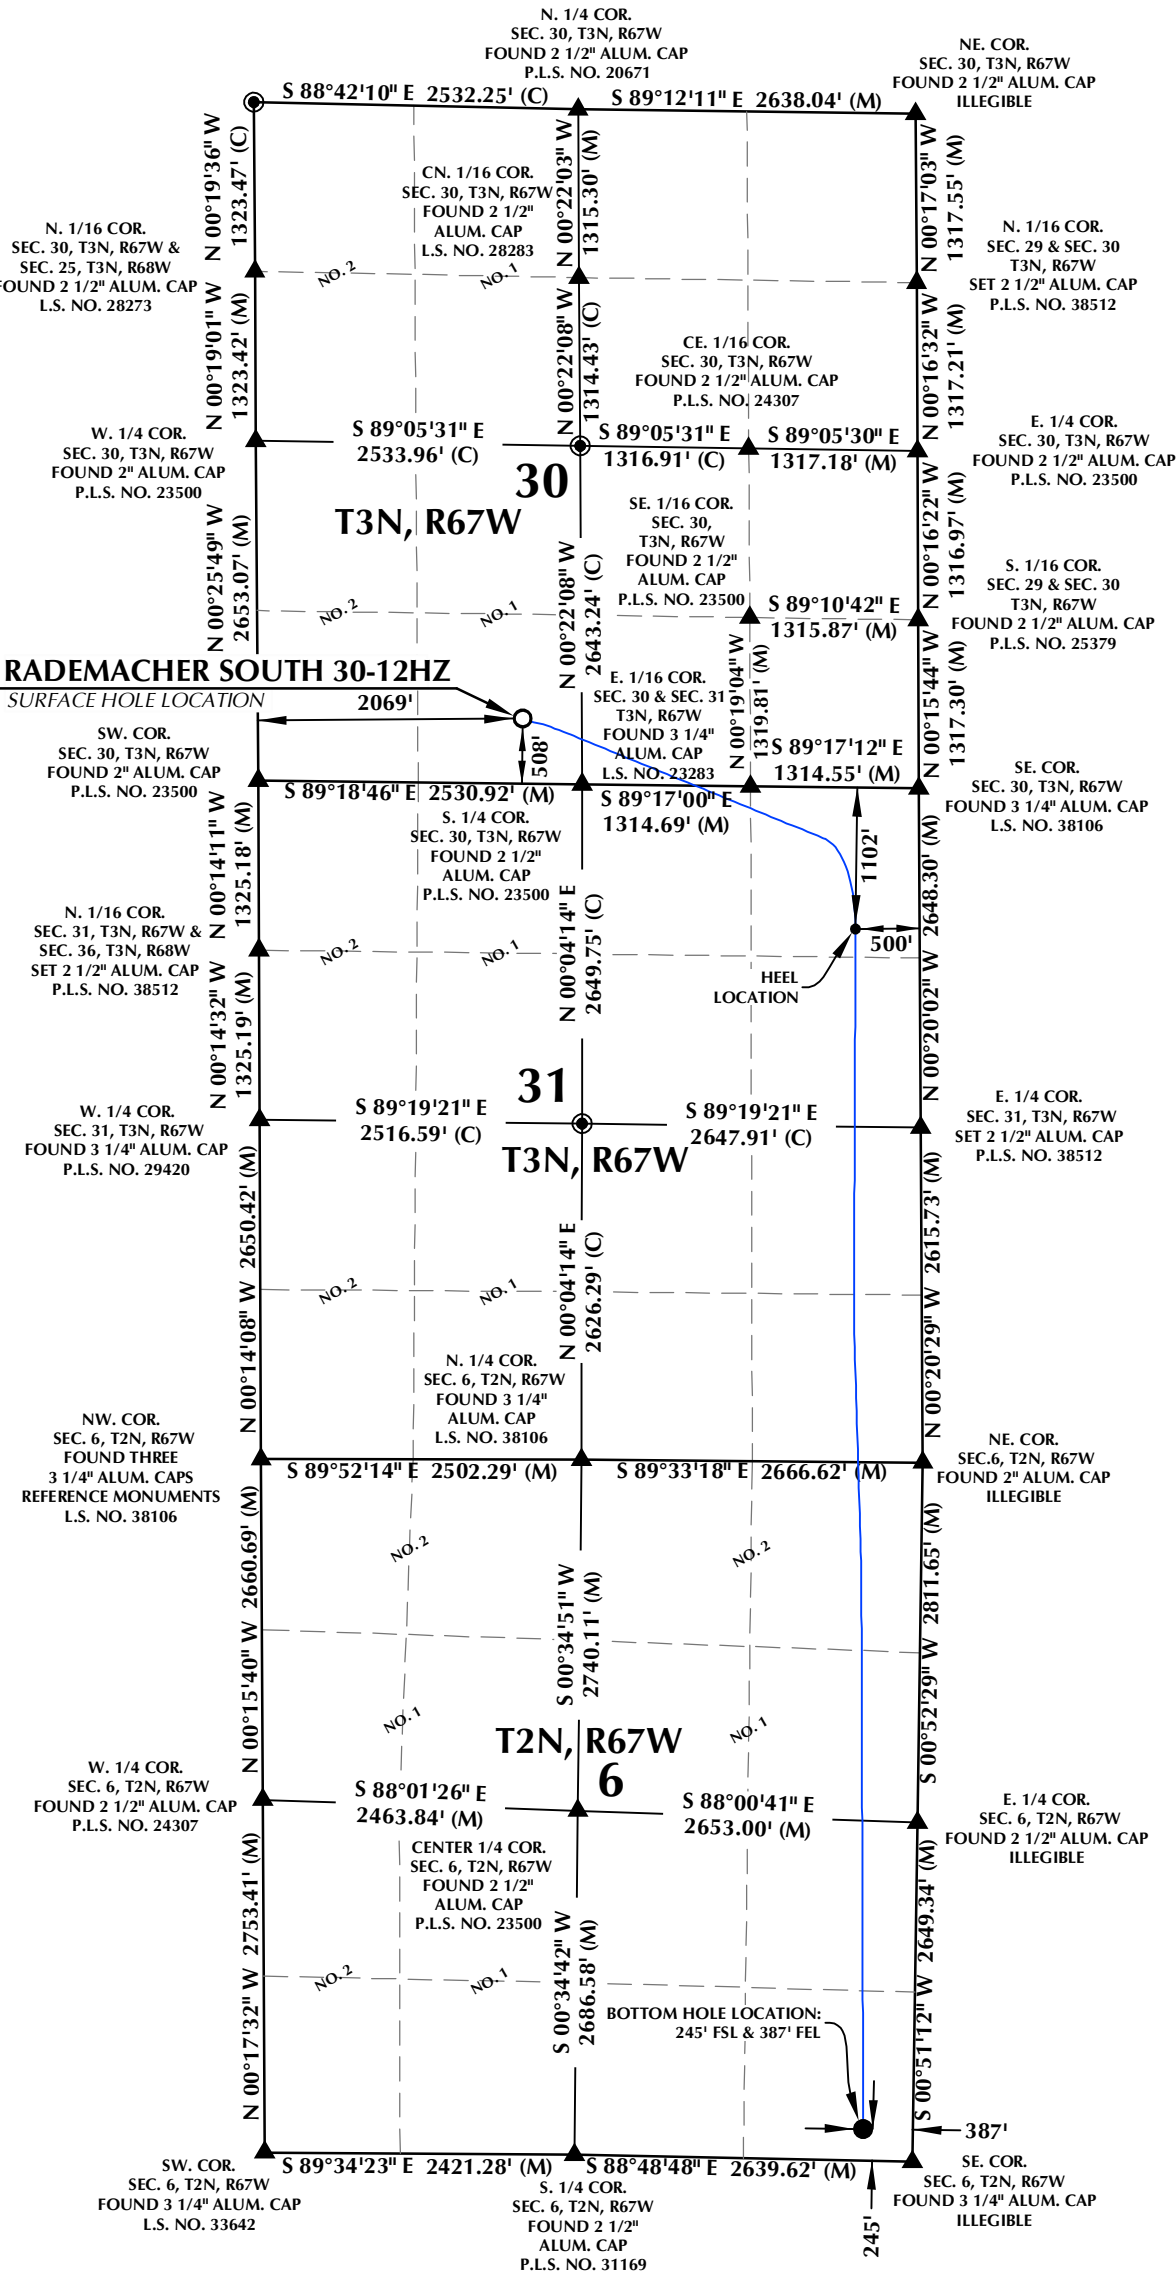 N. 1/4 COR.
SEC. 30, T3N, R67W
FOUND 2 1/2" ALUM. CAP
P.L.S. NO. 20671
NE. COR.
SEC. 30, T3N, R67W
FOUND 2 1/2" ALUM. CAP
ILLEGIBLE
S 88°42'10" E 2532.25' (C)
S 89°12'11" E 2638.04' (M)
N 00°19'36" W
1323.47' (C)
CN. 1/16 COR.
SEC. 30, T3N, R67W
FOUND 2 1/2"
ALUM. CAP
L.S. NO. 28283
N 00°22'03" W
1315.30' (M)
N 00°17'03" W
1317.55' (M)
N. 1/16 COR.
SEC. 30, T3N, R67W &
SEC. 25, T3N, R68W
FOUND 2 1/2" ALUM. CAP
L.S. NO. 28273
N. 1/16 COR.
SEC. 29 & SEC. 30
T3N, R67W
SET 2 1/2" ALUM. CAP
P.L.S. NO. 38512
NO. 2
NO. 1
N 00°19'01" W
1323.42' (M)
N 00°22'08" W
1314.43' (C)
CE. 1/16 COR.
SEC. 30, T3N, R67W
FOUND 2 1/2" ALUM. CAP
P.L.S. NO. 24307
N 00°16'32" W
1317.21' (M)
W. 1/4 COR.
SEC. 30, T3N, R67W
FOUND 2" ALUM. CAP
P.L.S. NO. 23500
S 89°05'31" E
2533.96' (C)
S 89°05'31" E
1316.91' (C)
S 89°05'30" E
1317.18' (M)
E. 1/4 COR.
SEC. 30, T3N, R67W
FOUND 2 1/2" ALUM. CAP
P.L.S. NO. 23500
30
T3N, R67W
SE. 1/16 COR.
SEC. 30,
T3N, R67W
FOUND 2 1/2"
ALUM. CAP
P.L.S. NO. 23500
N 00°25'49" W
2653.07' (M)
N 00°22'08" W
2643.24' (C)
N 00°16'22" W
1316.97' (M)
S. 1/16 COR.
SEC. 29 & SEC. 30
T3N, R67W
FOUND 2 1/2" ALUM. CAP
P.L.S. NO. 25379
NO. 2
NO. 1
S 89°10'42" E
1315.87' (M)
RADEMACHER SOUTH 30-12HZ
SURFACE HOLE LOCATION
2069'
508'
E. 1/16 COR.
SEC. 30 & SEC. 31
T3N, R67W
FOUND 3 1/4"
ALUM. CAP
L.S. NO. 23283
N 00°19'04" W
1319.81' (M)
N 00°15'44" W
1317.30' (M)
SW. COR.
SEC. 30, T3N, R67W
FOUND 2" ALUM. CAP
P.L.S. NO. 23500
S 89°17'12" E
1314.55' (M)
SE. COR.
SEC. 30, T3N, R67W
FOUND 3 1/4" ALUM. CAP
L.S. NO. 38106
S 89°18'46" E 2530.92' (M)
S 89°17'00" E
1314.69' (M)
S. 1/4 COR.
SEC. 30, T3N, R67W
FOUND 2 1/2"
ALUM. CAP
P.L.S. NO. 23500
N 00°14'11" W
1325.18' (M)
1102'
500'
N. 1/16 COR.
SEC. 31, T3N, R67W &
SEC. 36, T3N, R68W
SET 2 1/2" ALUM. CAP
P.L.S. NO. 38512
NO. 2
NO. 1
N 00°04'14" E
2649.75' (C)
HEEL
LOCATION
N 00°20'02" W 2648.30' (M)
N 00°14'32" W
1325.19' (M)
31
T3N, R67W
W. 1/4 COR.
SEC. 31, T3N, R67W
FOUND 3 1/4" ALUM. CAP
P.L.S. NO. 29420
S 89°19'21" E
2516.59' (C)
S 89°19'21" E
2647.91' (C)
E. 1/4 COR.
SEC. 31, T3N, R67W
SET 2 1/2" ALUM. CAP
P.L.S. NO. 38512
N 00°14'08" W 2650.42' (M)
NO. 2
NO. 1
N 00°04'14" E
2626.29' (C)
N 00°20'29" W 2615.73' (M)
N. 1/4 COR.
SEC. 6, T2N, R67W
FOUND 3 1/4"
ALUM. CAP
L.S. NO. 38106
NW. COR.
SEC. 6, T2N, R67W
FOUND THREE
3 1/4" ALUM. CAPS
REFERENCE MONUMENTS
L.S. NO. 38106
NE. COR.
SEC.6, T2N, R67W
FOUND 2" ALUM. CAP
ILLEGIBLE
S 89°52'14" E 2502.29' (M)
S 89°33'18" E 2666.62' (M)
NO. 2
NO. 2
N 00°15'40" W 2660.69' (M)
S 00°34'51" W
2740.11' (M)
S 00°52'29" W 2811.65' (M)
NO. 1
NO. 1
T2N, R67W
6
W. 1/4 COR.
SEC. 6, T2N, R67W
FOUND 2 1/2" ALUM. CAP
P.L.S. NO. 24307
S 88°01'26" E
2463.84' (M)
S 88°00'41" E
2653.00' (M)
E. 1/4 COR.
SEC. 6, T2N, R67W
FOUND 2 1/2" ALUM. CAP
ILLEGIBLE
CENTER 1/4 COR.
SEC. 6, T2N, R67W
FOUND 2 1/2"
ALUM. CAP
P.L.S. NO. 23500
N 00°17'32" W 2753.41' (M)
NO. 2
NO. 1
S 00°34'42" W
2686.58' (M)
S 00°51'12" W 2649.34' (M)
BOTTOM HOLE LOCATION:
245' FSL & 387' FEL
387'
245'
S 89°34'23" E 2421.28' (M)
S 88°48'48" E 2639.62' (M)
SW. COR.
SEC. 6, T2N, R67W
FOUND 3 1/4" ALUM. CAP
L.S. NO. 33642
S. 1/4 COR.
SEC. 6, T2N, R67W
FOUND 2 1/2"
ALUM. CAP
P.L.S. NO. 31169
SE. COR.
SEC. 6, T2N, R67W
FOUND 3 1/4" ALUM. CAP
ILLEGIBLE